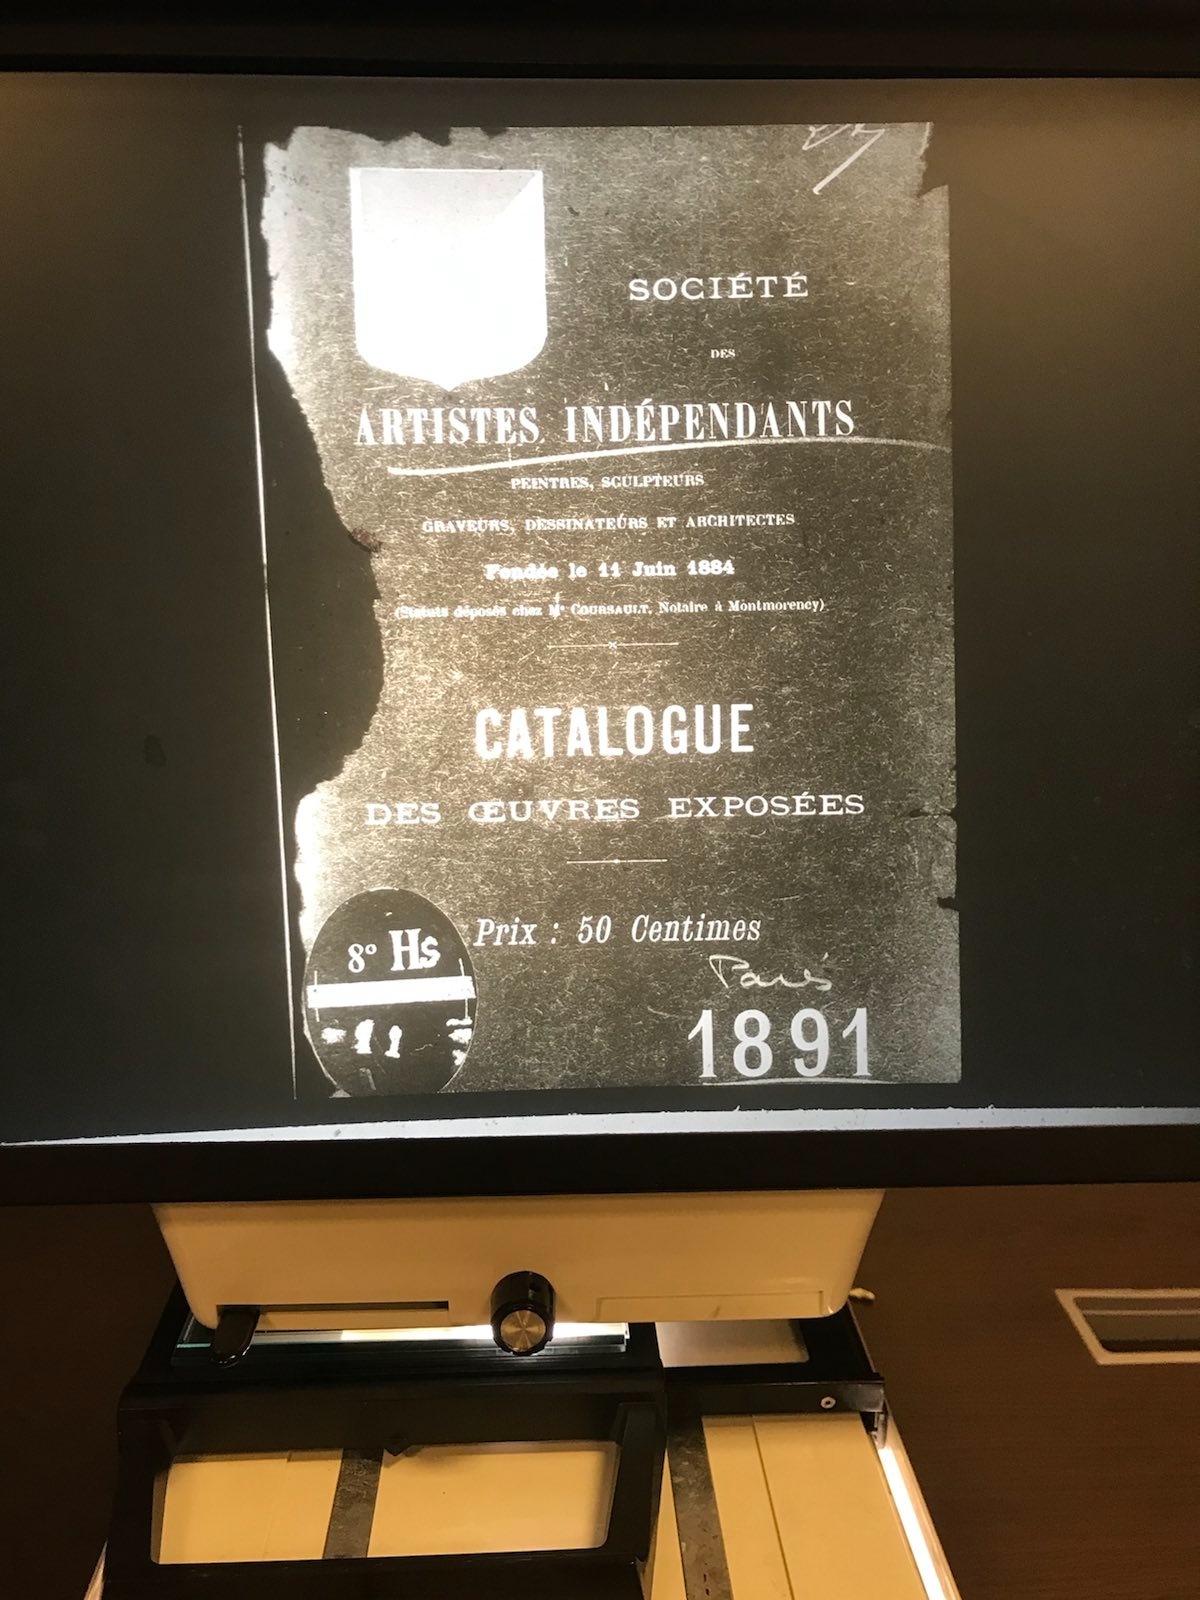 SOCIÉTÉ
DES
ARTISTES INDÉPENDANTS
PEINTRES, SCULPTEURS
GRAVEURS, DESSINATEURS ET ARCHITECTES
Fondée le 11 Juin 1884
(Statuts déposés chez Me COURSAULT, Notaire à Montmorency)
CATALOGUE
DES ŒUVRES EXPOSÉES
Prix : 50 Centimes
8º Hs
Paris
1891